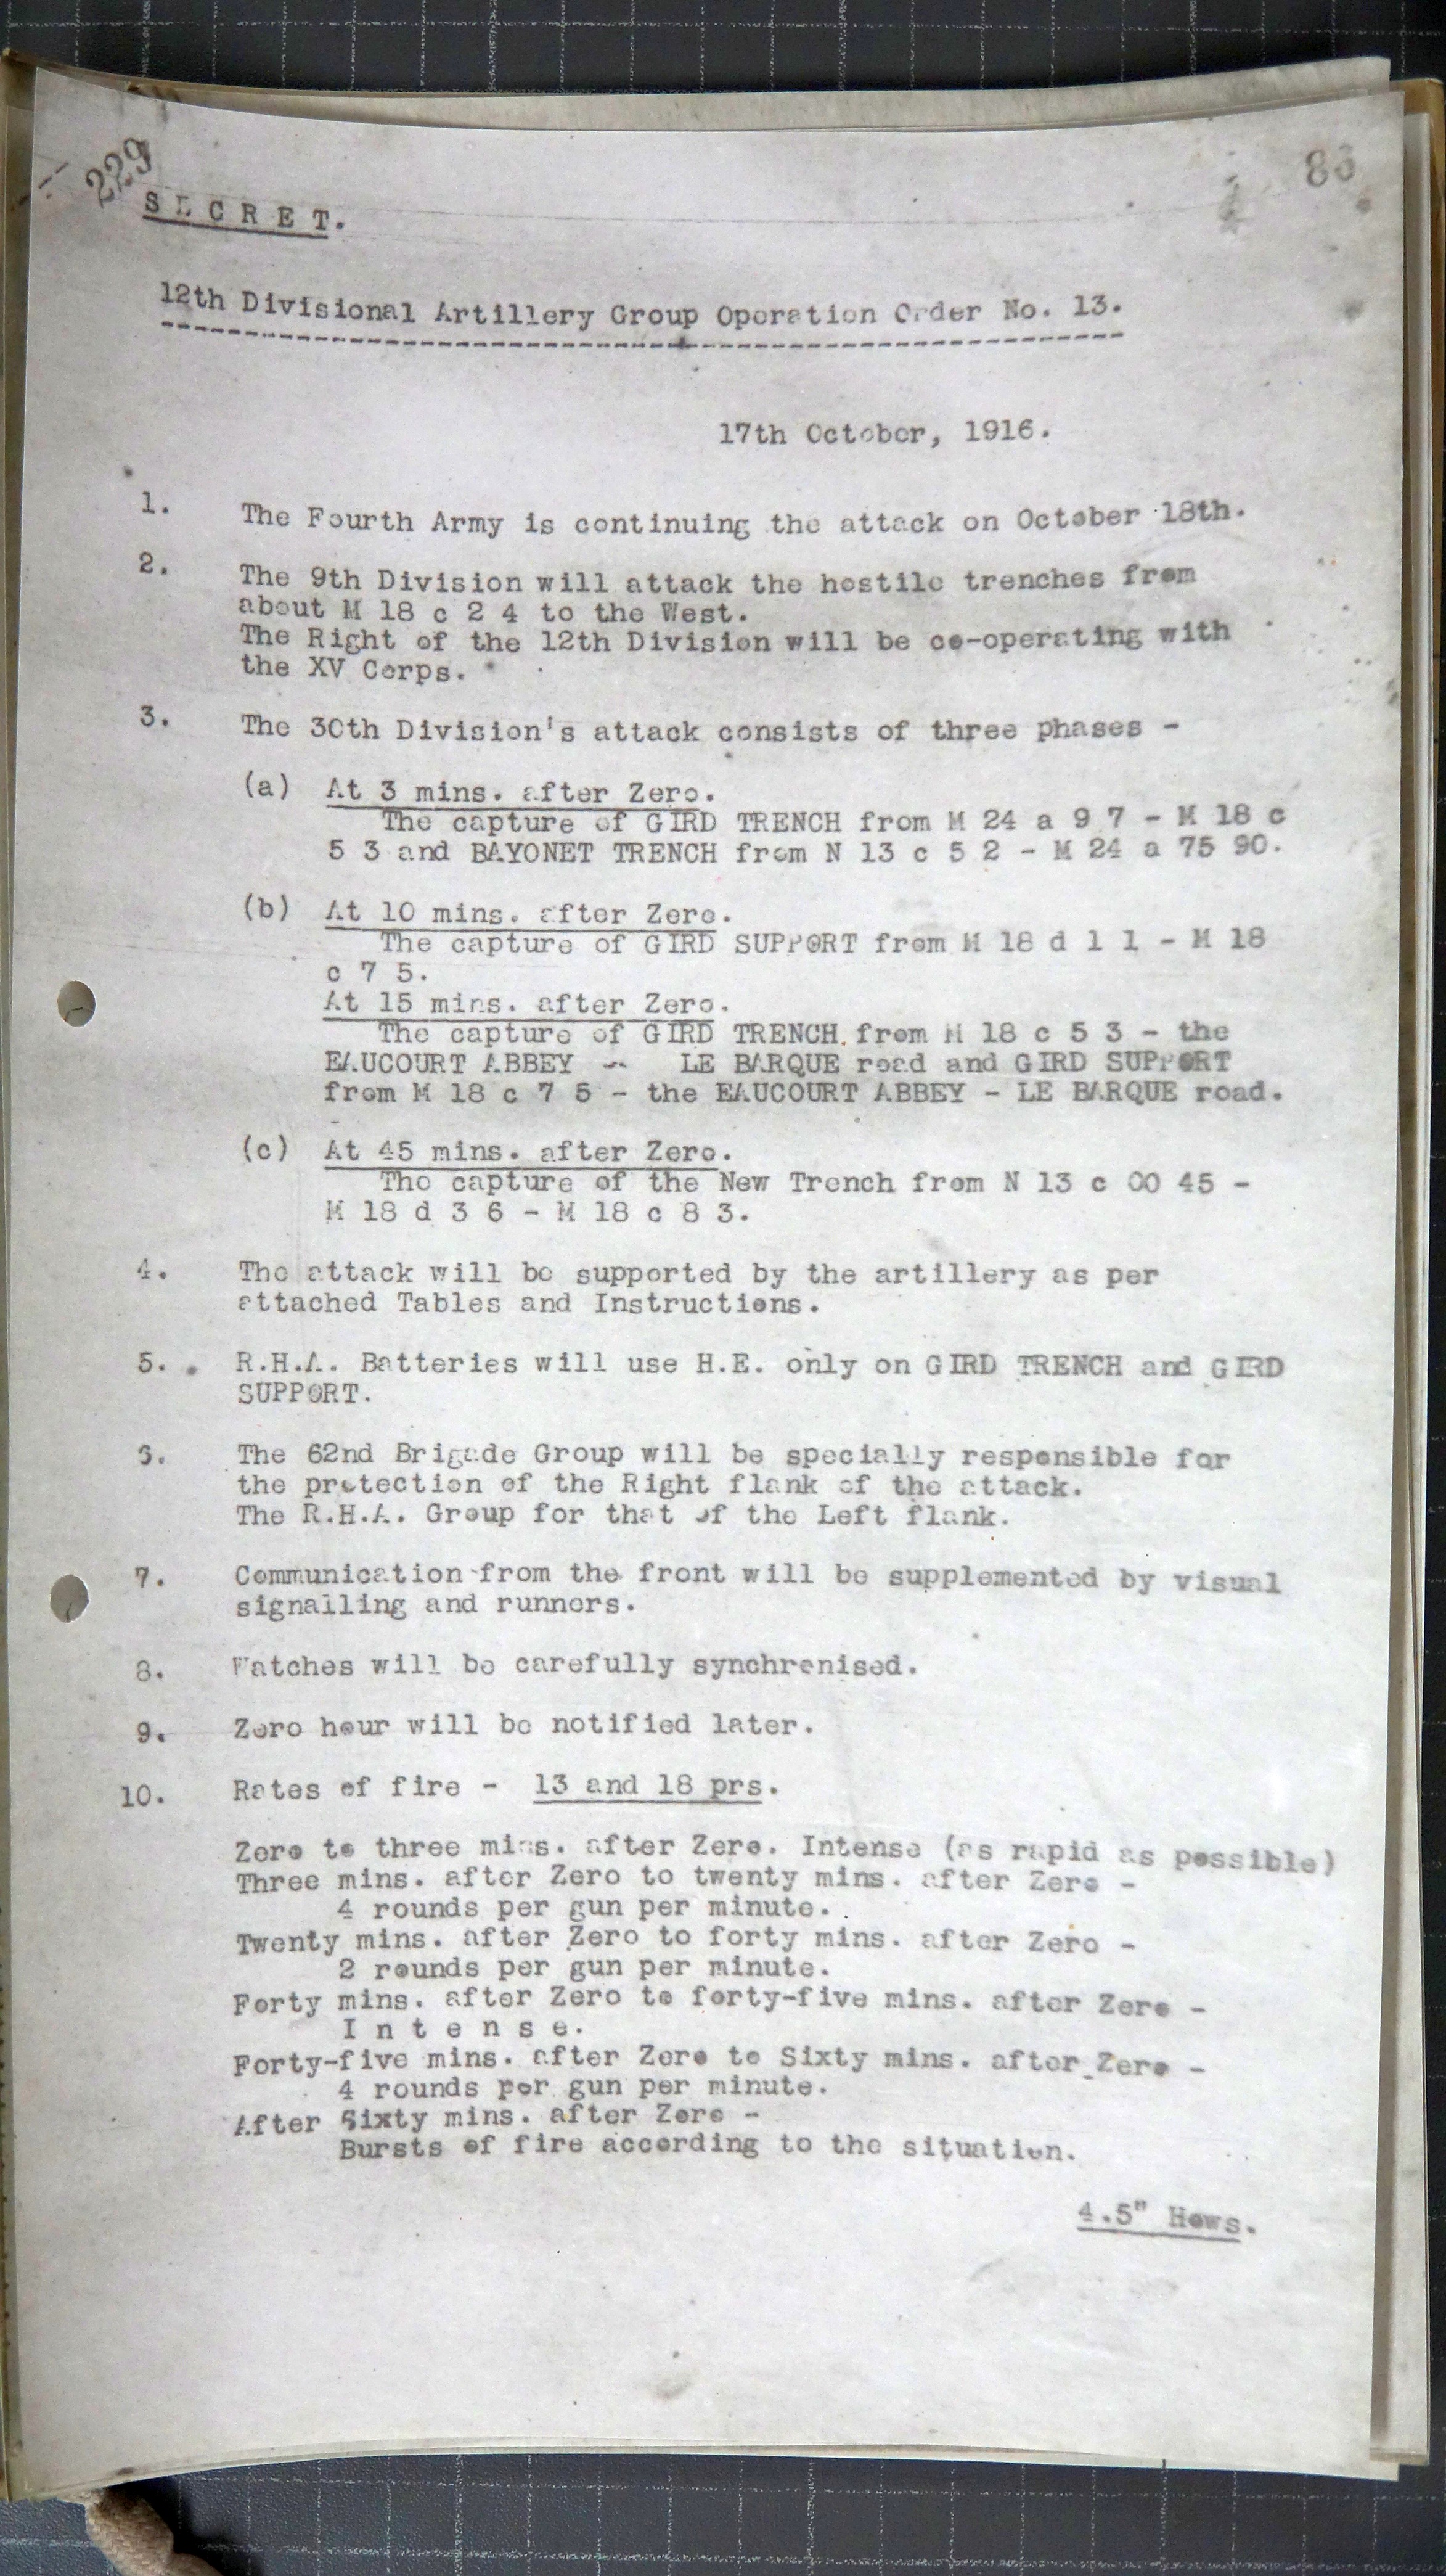 229
SECRET.
12th Divisional Artillery Group Operation Order No. 13.
17th October, 1916.
1. The Fourth Army is continuing the attack on October 18th.
2. The 9th Division will attack the hostile trenches from
about M 18 c 2 4 to the West.
The Right of the 12th Division will be co-operating with
the XV Corps.
3. The 30th Division's attack consists of three phases -
(a) At 3 mins. after Zero.
The capture of GIRD TRENCH from M 24 a 9 7 - M 18 c
5 3 and BAYONET TRENCH from N 13 c 5 2 - M 24 a 75 90.
(b) At 10 mins. after Zero.
The capture of GIRD SUPPORT from M 18 d 1 1 - M 18
c 7 5.
At 15 mins. after Zero.
The capture of GIRD TRENCH from M 18 c 5 3 - the
EAUCOURT ABBEY - LE BARQUE road and GIRD SUPPORT
from M 18 c 7 5 - the EAUCOURT ABBEY - LE BARQUE road.
(c) At 45 mins. after Zero.
The capture of the New Trench from N 13 c 00 45 -
M 18 d 3 6 - M 18 c 8 3.
4. The attack will be supported by the artillery as per
attached Tables and Instructions.
5. R.H.A. Batteries will use H.E. only on GIRD TRENCH and GIRD
SUPPORT.
6. The 62nd Brigade Group will be specially responsible for
the protection of the Right flank of the attack.
The R.H.A. Group for that of the Left flank.
7. Communication from the front will be supplemented by visual
signalling and runners.
8. Watches will be carefully synchronised.
9. Zero hour will be notified later.
10. Rates of fire - 13 and 18 prs.
Zero to three mins. after Zero. Intense (as rapid as possible)
Three mins. after Zero to twenty mins. after Zero -
4 rounds per gun per minute.
Twenty mins. after Zero to forty mins. after Zero -
2 rounds per gun per minute.
Forty mins. after Zero to forty-five mins. after Zero -
Intense.
Forty-five mins. after Zero to Sixty mins. after Zero -
4 rounds per gun per minute.
After Sixty mins. after Zero -
Bursts of fire according to the situation.
4.5" Hows.